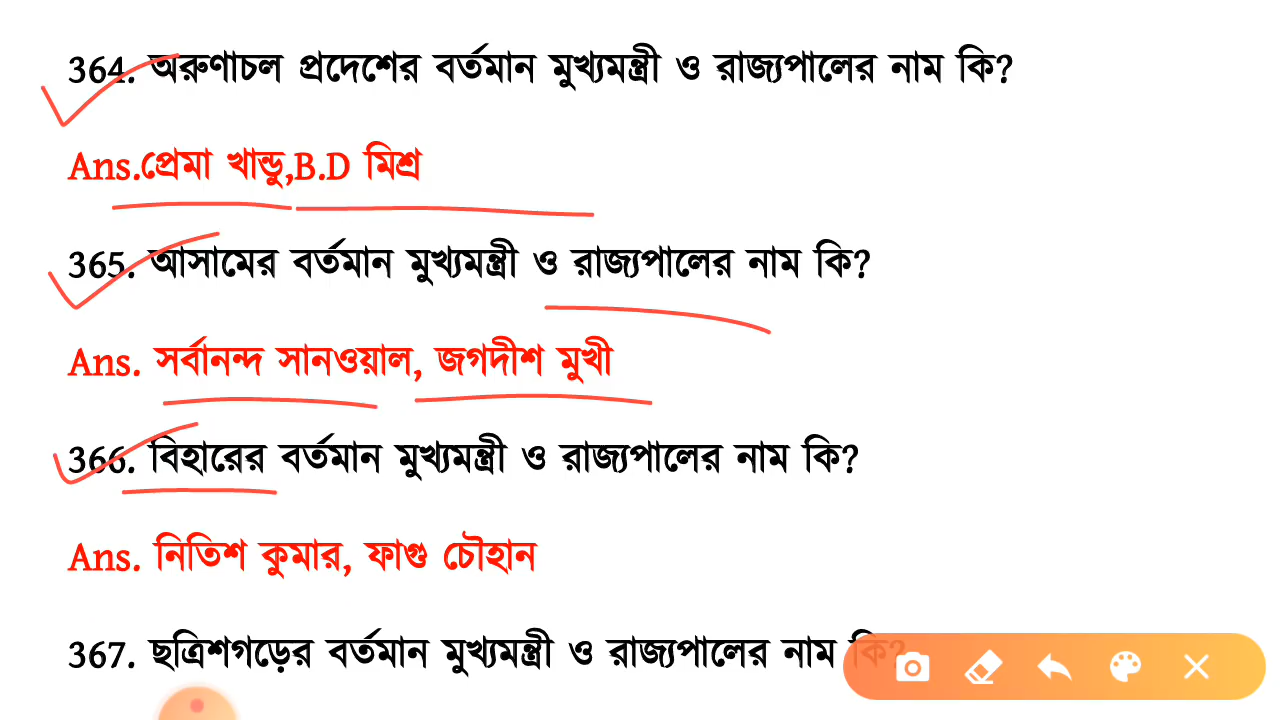 364. অরুণাচল প্রদেশের বর্তমান মুখ্যমন্ত্রী ও রাজ্যপালের নাম কি?
Ans.প্রেমা খান্ডু,B.D মিশ্র
365. আসামের বর্তমান মুখ্যমন্ত্রী ও রাজ্যপালের নাম কি?
Ans. সর্বানন্দ সানওয়াল, জগদীশ মুখী
366. বিহারের বর্তমান মুখ্যমন্ত্রী ও রাজ্যপালের নাম কি?
Ans. নিতিশ কুমার, ফাগু চৌহান
367. ছত্রিশগড়ের বর্তমান মুখ্যমন্ত্রী ও রাজ্যপালের নাম কি?